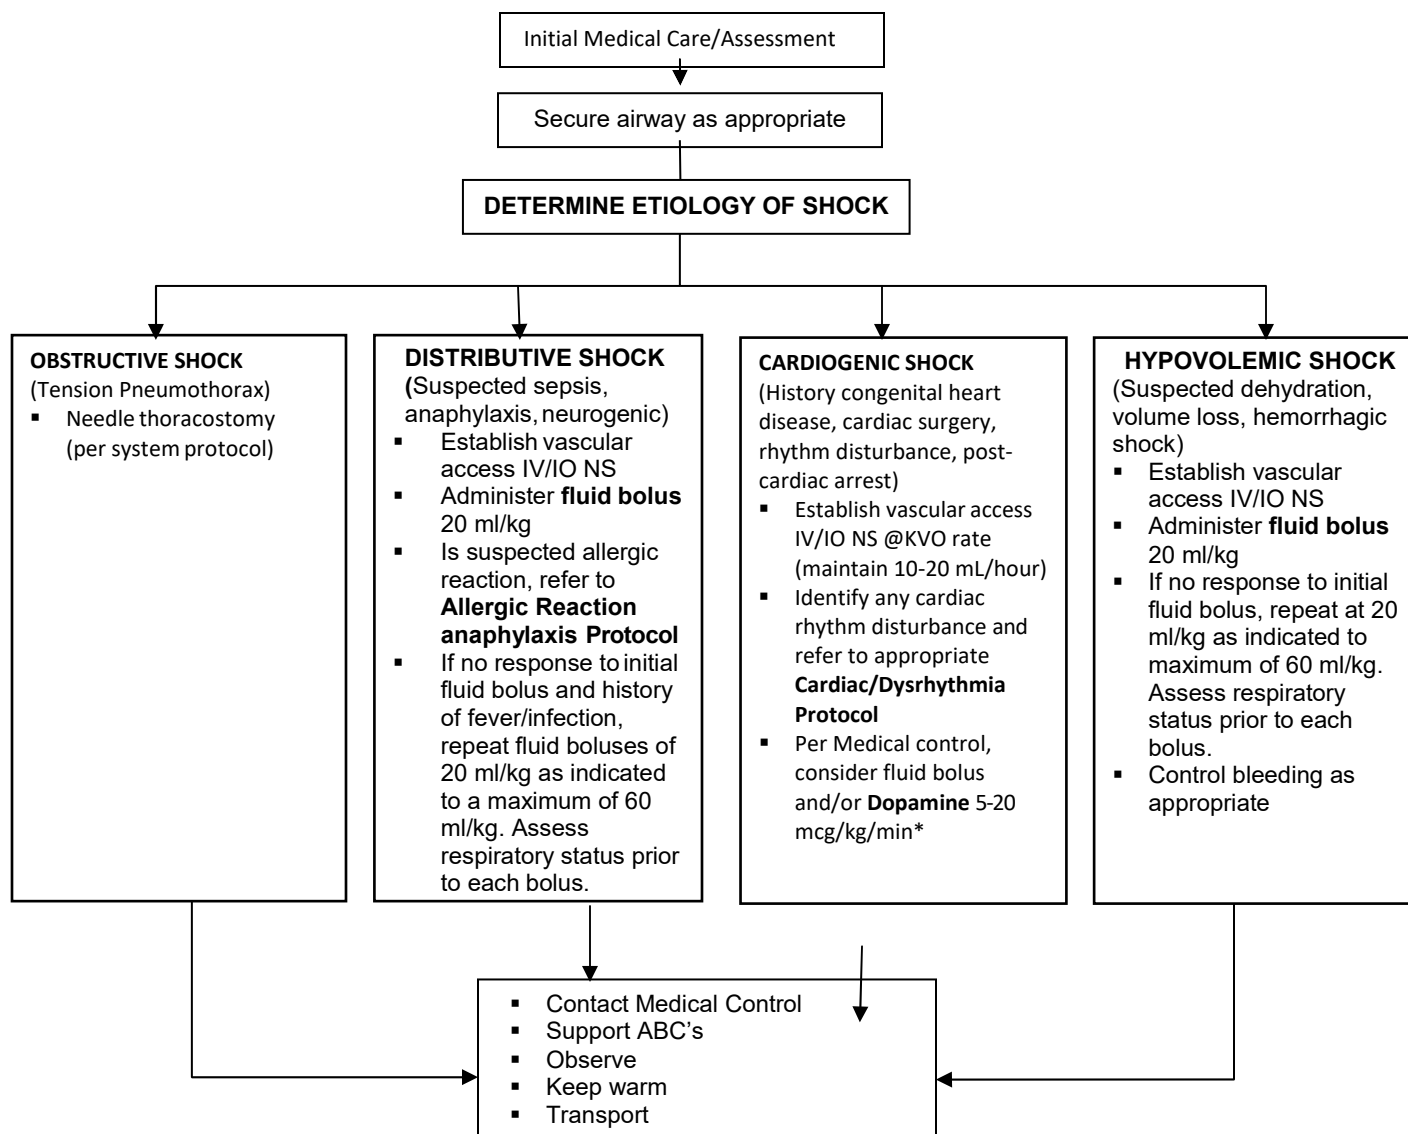 Initial Medical Care/Assessment
Secure airway as appropriate
DETERMINE ETIOLOGY OF SHOCK
OBSTRUCTIVE SHOCK
(Tension Pneumothorax)
▪ Needle thoracostomy
(per system protocol)
DISTRIBUTIVE SHOCK
(Suspected sepsis,
anaphylaxis, neurogenic)
▪ Establish vascular
access IV/IO NS
▪ Administer fluid bolus
20 ml/kg
▪ Is suspected allergic
reaction, refer to
Allergic Reaction
anaphylaxis Protocol
▪ If no response to initial
fluid bolus and history
of fever/infection,
repeat fluid boluses of
20 ml/kg as indicated
to a maximum of 60
ml/kg. Assess
respiratory status prior
to each bolus.
CARDIOGENIC SHOCK
(History congenital heart
disease, cardiac surgery,
rhythm disturbance, post-
cardiac arrest)
▪ Establish vascular access
IV/IO NS @KVO rate
(maintain 10-20 mL/hour)
▪ Identify any cardiac
rhythm disturbance and
refer to appropriate
Cardiac/Dysrhythmia
Protocol
▪ Per Medical control,
consider fluid bolus
and/or Dopamine 5-20
mcg/kg/min*
HYPOVOLEMIC SHOCK
(Suspected dehydration,
volume loss, hemorrhagic
shock)
▪ Establish vascular
access IV/IO NS
▪ Administer fluid bolus
20 ml/kg
▪ If no response to initial
fluid bolus, repeat at 20
ml/kg as indicated to
maximum of 60 ml/kg.
Assess respiratory
status prior to each
bolus.
▪ Control bleeding as
appropriate
▪ Contact Medical Control
▪ Support ABC’s
▪ Observe
▪ Keep warm
▪ Transport